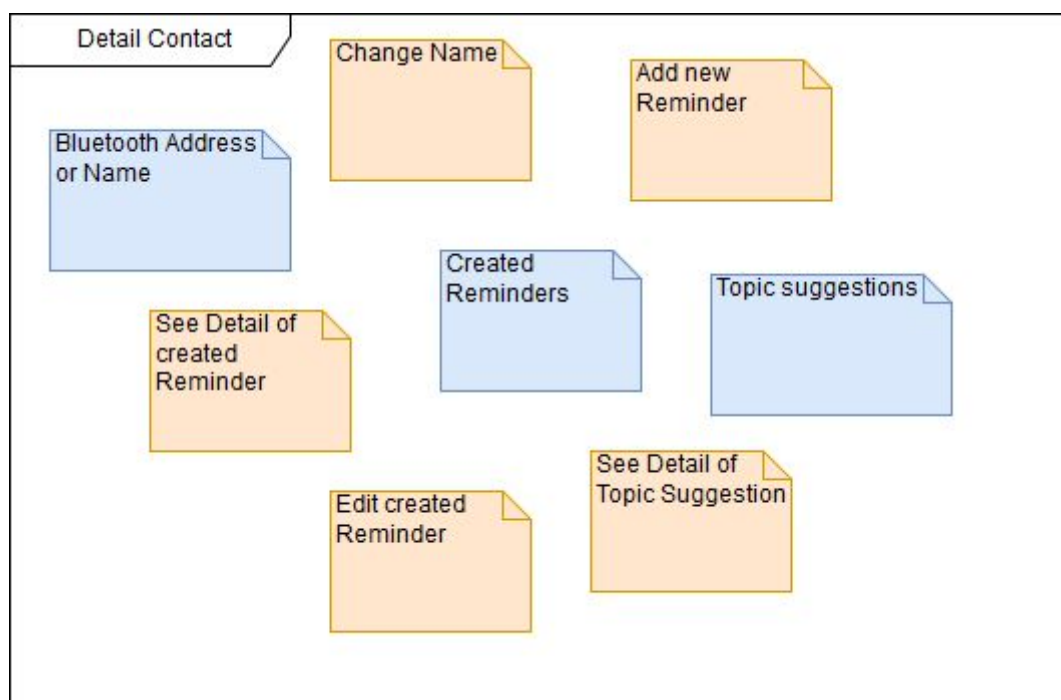 Detail Contact
Change Name
Add new
Reminder
Bluetooth Address
or Name
Created
Reminders
Topic suggestions
See Detail of
created
Reminder
See Detail of
Topic Suggestion
Edit created
Reminder